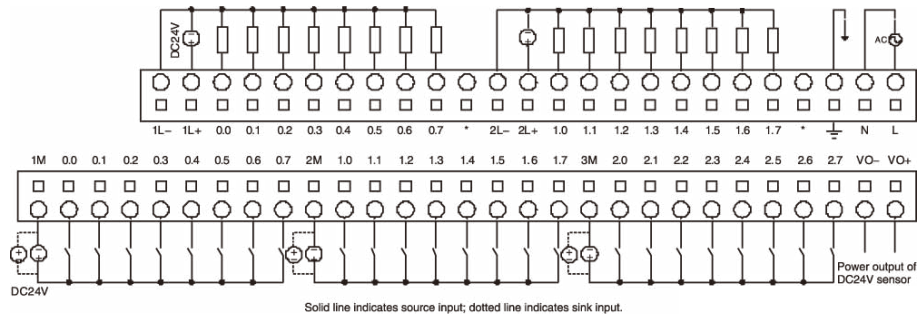 DC24V
AC
1L- 1L+ 0.0 0.1 0.2 0.3 0.4 0.5 0.6 0.7 * 2L- 2L+ 1.0 1.1 1.2 1.3 1.4 1.5 1.6 1.7 * N L
1M 0.0 0.1 0.2 0.3 0.4 0.5 0.6 0.7 2M 1.0 1.1 1.2 1.3 1.4 1.5 1.6 1.7 3M 2.0 2.1 2.2 2.3 2.4 2.5 2.6 2.7 VO- VO+
DC24V
Power output of
DC24V sensor
Solid line indicates source input; dotted line indicates sink input.